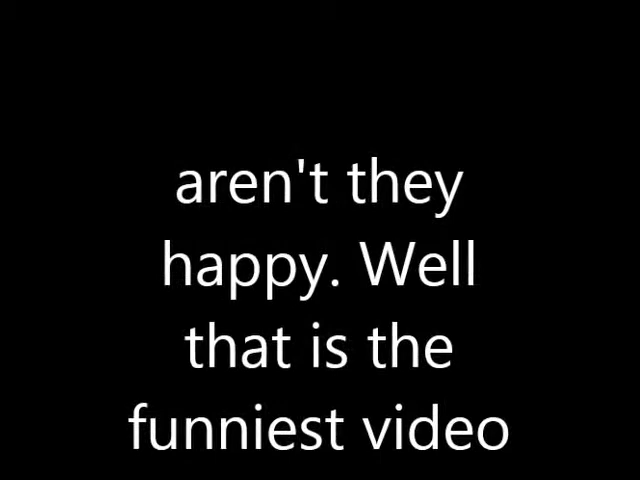 aren't they
happy. Well
that is the
funniest video